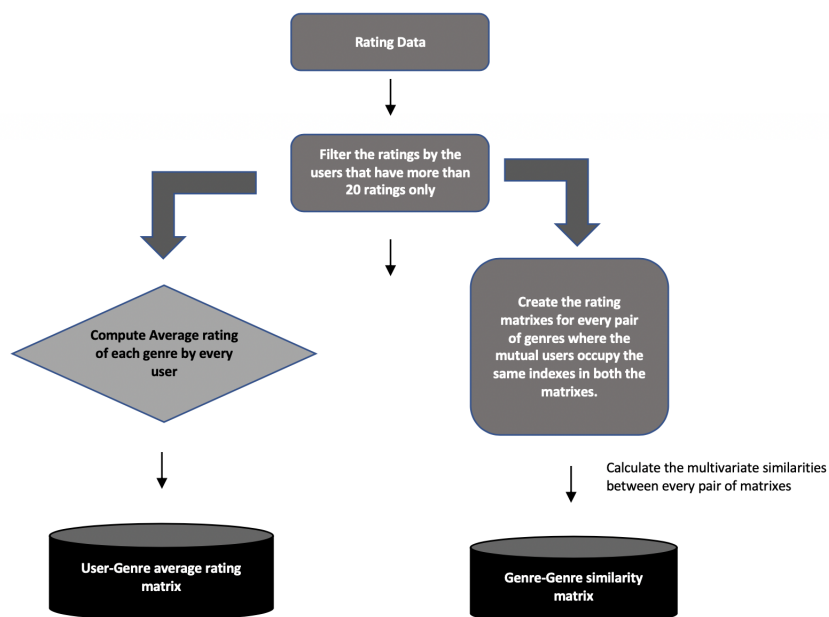 Rating Data
Filter the ratings by the
users that have more than
20 ratings only
Compute Average rating
of each genre by every
user
Create the rating
matrixes for every pair
of genres where the
mutual users occupy the
same indexes in both the
matrixes.
Calculate the multivariate similarities
between every pair of matrixes
User-Genre average rating
matrix
Genre-Genre similarity
matrix